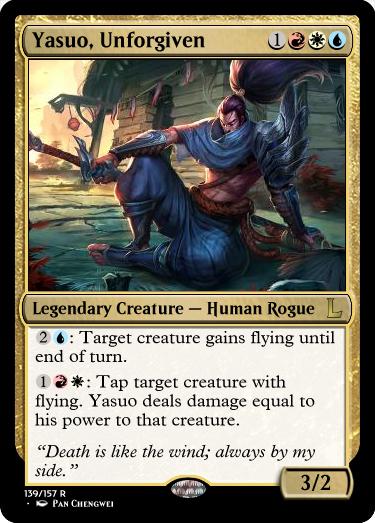 Yasuo, Unforgiven 1
Legendary Creature — Human Rogue L
2 : Target creature gains flying until
end of turn.
1 : Tap target creature with
flying. Yasuo deals damage equal to
his power to that creature.
“Death is like the wind; always by my
side.”
3/2
139/157 R
· Pan Chengwei